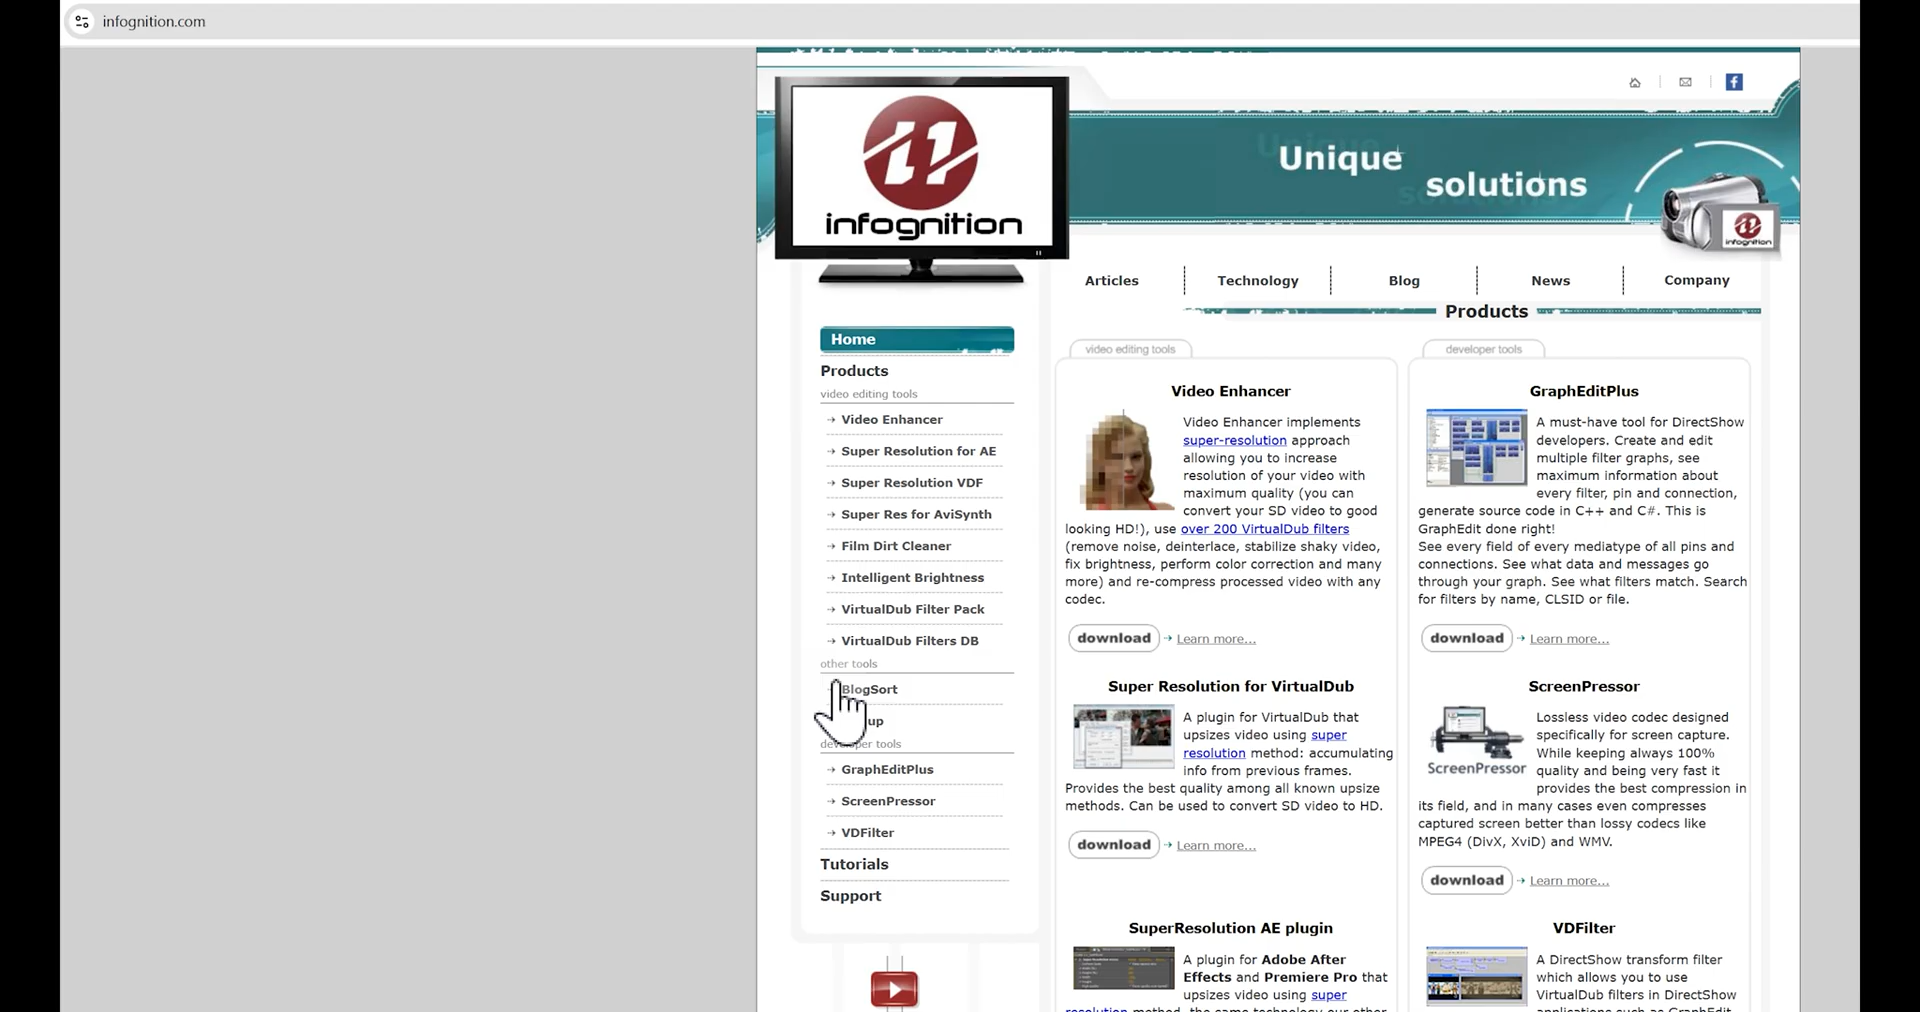 infognition.com
infognition
Unique
solutions
infognition
Articles
Technology
Blog
News
Company
Products
Home
Products
video editing tools
Video Enhancer
Super Resolution for AE
Super Resolution VDF
Super Res for AviSynth
Film Dirt Cleaner
Intelligent Brightness
VirtualDub Filter Pack
VirtualDub Filters DB
other tools
BlogSort
up
developer tools
GraphEditPlus
ScreenPressor
VDFilter
Tutorials
Support
video editing tools
Video Enhancer
Video Enhancer implements
super-resolution approach
allowing you to increase
resolution of your video with
maximum quality (you can
convert your SD video to good
looking HD!), use over 200 VirtualDub filters
(remove noise, deinterlace, stabilize shaky video,
fix brightness, perform color correction and many
more) and re-compress processed video with any
codec.
download
Learn more...
Super Resolution for VirtualDub
A plugin for VirtualDub that
upsizes video using super
resolution method: accumulating
info from previous frames.
Provides the best quality among all known upsize
methods. Can be used to convert SD video to HD.
download
Learn more...
SuperResolution AE plugin
A plugin for Adobe After
Effects and Premiere Pro that
upsizes video using super
developer tools
GraphEditPlus
A must-have tool for DirectShow
developers. Create and edit
multiple filter graphs, see
maximum information about
every filter, pin and connection,
generate source code in C++ and C#. This is
GraphEdit done right!
See every field of every mediatype of all pins and
connections. See what data and messages go
through your graph. See what filters match. Search
for filters by name, CLSID or file.
download
Learn more...
ScreenPressor
ScreenPressor
Lossless video codec designed
specifically for screen capture.
While keeping always 100%
quality and being very fast it
provides the best compression in
its field, and in many cases even compresses
captured screen better than lossy codecs like
MPEG4 (DivX, XviD) and WMV.
download
Learn more...
VDFilter
A DirectShow transform filter
which allows you to use
VirtualDub filters in DirectShow